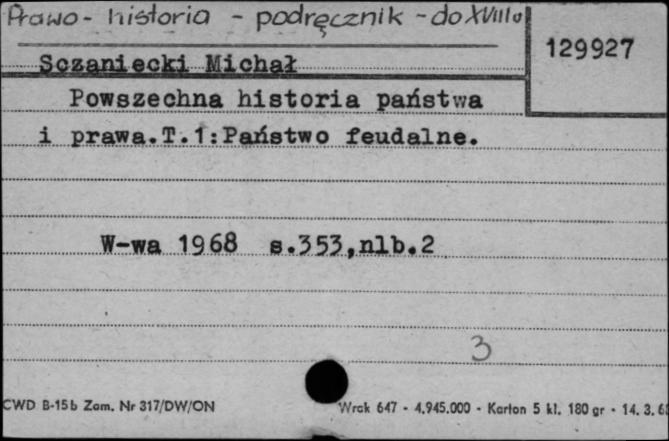 Prawo - historia - podręcznik - do XVIII w
129927
Sczaniecki Michał
Powszechna historia państwa
i prawa.T.1:Państwo feudalne.
W-wa 1968 s.353,nlb.2
3
CWD B-15b Zam. Nr 317/DW/ON
Wrak 647 - 4.945.000 - Karton 5 kl. 180 gr - 14. 3. 6